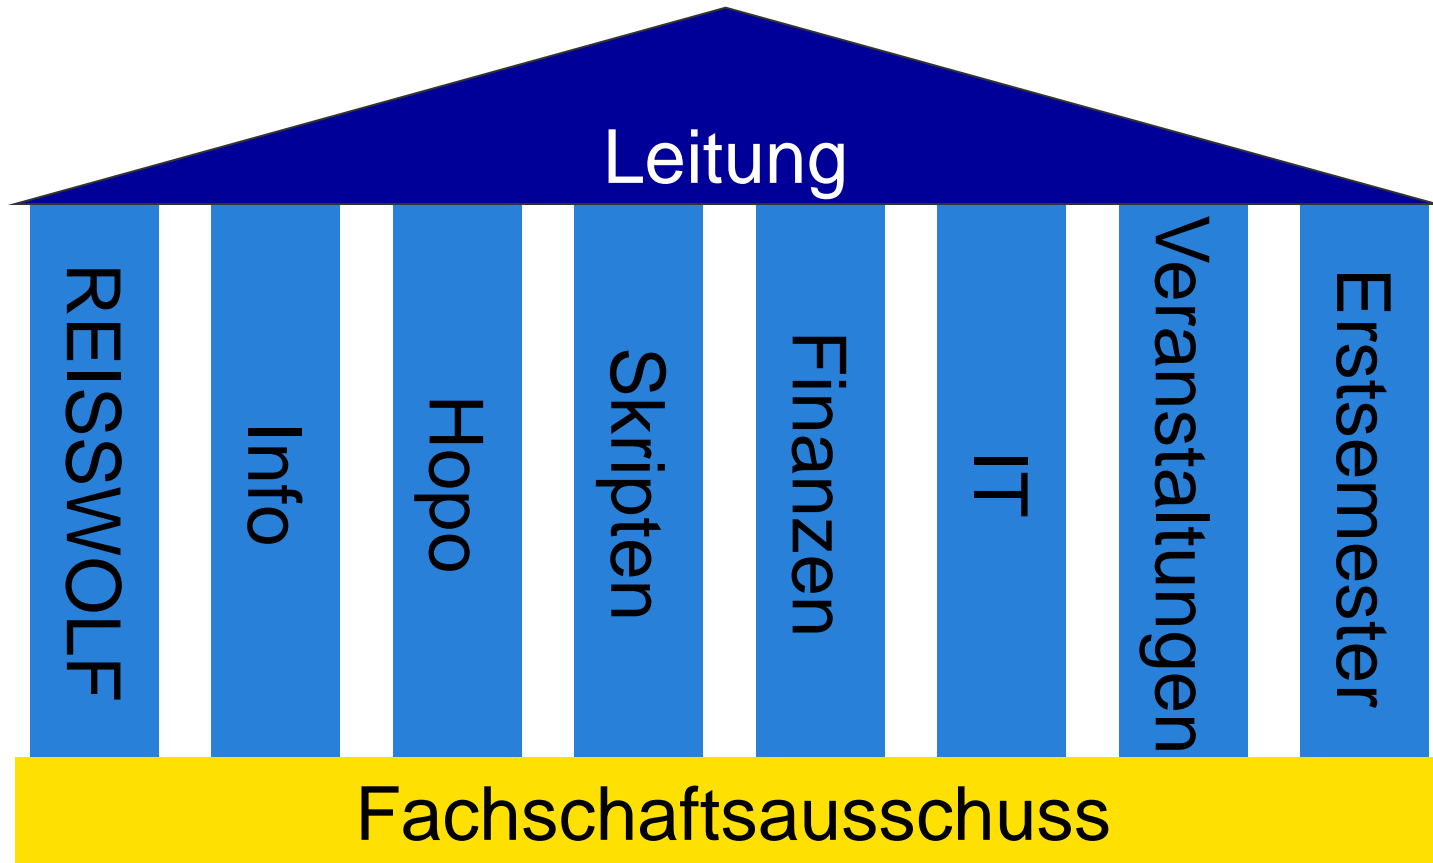 Leitung
REISSWOLF
Info
Hopo
Skripten
Finanzen
IT
Veranstaltungen
Erstsemester
Fachschaftsausschuss